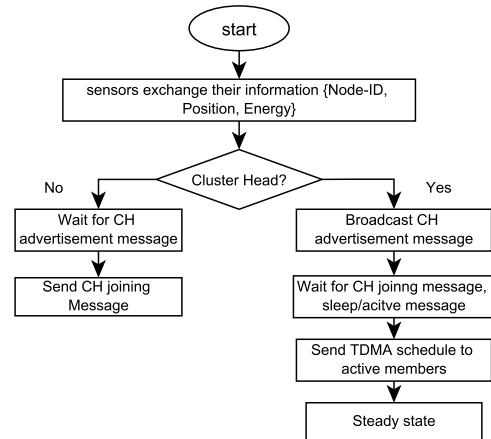 start
sensors exchange their information {Node-ID,
Position, Energy}
Cluster Head?
No
Yes
Wait for CH
advertisement message
Send CH joining
Message
Broadcast CH
advertisement message
Wait for CH joinng message,
sleep/acitve message
Send TDMA schedule to
active members
Steady state